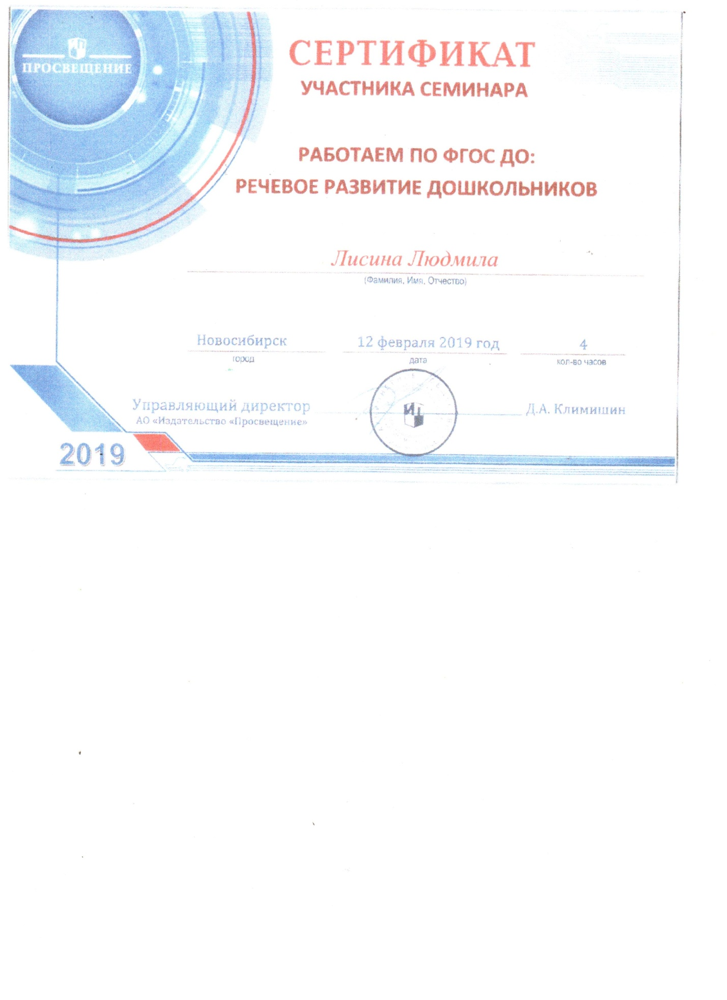 ПРОСВЕЩЕНИЕ
СЕРТИФИКАТ
УЧАСТНИКА СЕМИНАРА
РАБОТАЕМ ПО ФГОС ДО:
РЕЧЕВОЕ РАЗВИТИЕ ДОШКОЛЬНИКОВ
Лисина Людмила
(Фамилия, Имя, Отчество)
Новосибирск 12 февраля 2019 год 4
город дата кол-во часов
Управляющий директор Д.А. Климишин
АО «Издательство «Просвещение»
2019